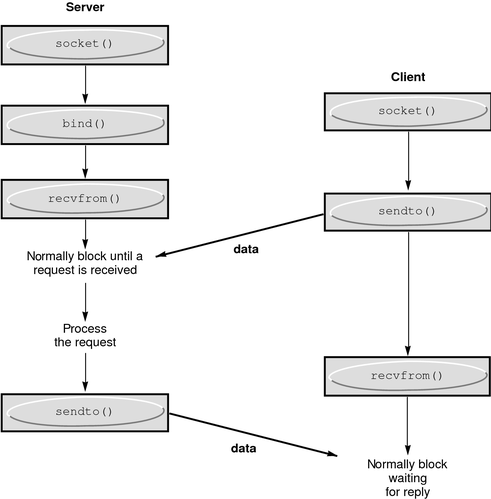 Server
socket()
bind()
recvfrom()
Normally block until a
request is received
Process
the request
sendto()
data
data
Client
socket()
sendto()
recvfrom()
Normally block
waiting
for reply